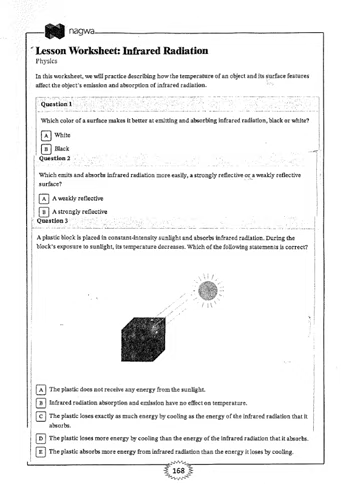 nagwa
Lesson Worksheet: Infrared Radiation
Physics
In this worksheet, we will practice describing how the temperature of an object and its surface features
affect the object's emission and absorption of infrared radiation.
Question 1
Which color of a surface makes it better at emitting and absorbing infrared radiation, black or white?
A White
B Black
Question 2
Which emits and absorbs infrared radiation more easily, a strongly reflective or a weakly reflective
surface?
A A weakly reflective
B A strongly reflective
Question 3
A plastic block is placed in constant-intensity sunlight and absorbs infrared radiation. During the
block's exposure to sunlight, its temperature decreases. Which of the following statements is correct?
A The plastic does not receive any energy from the sunlight.
B Infrared radiation absorption and emission have no effect on temperature.
C The plastic loses exactly as much energy by cooling as the energy of the infrared radiation that it
absorbs.
D The plastic loses more energy by cooling than the energy of the infrared radiation that it absorbs.
E The plastic absorbs more energy from infrared radiation than the energy it loses by cooling.
168